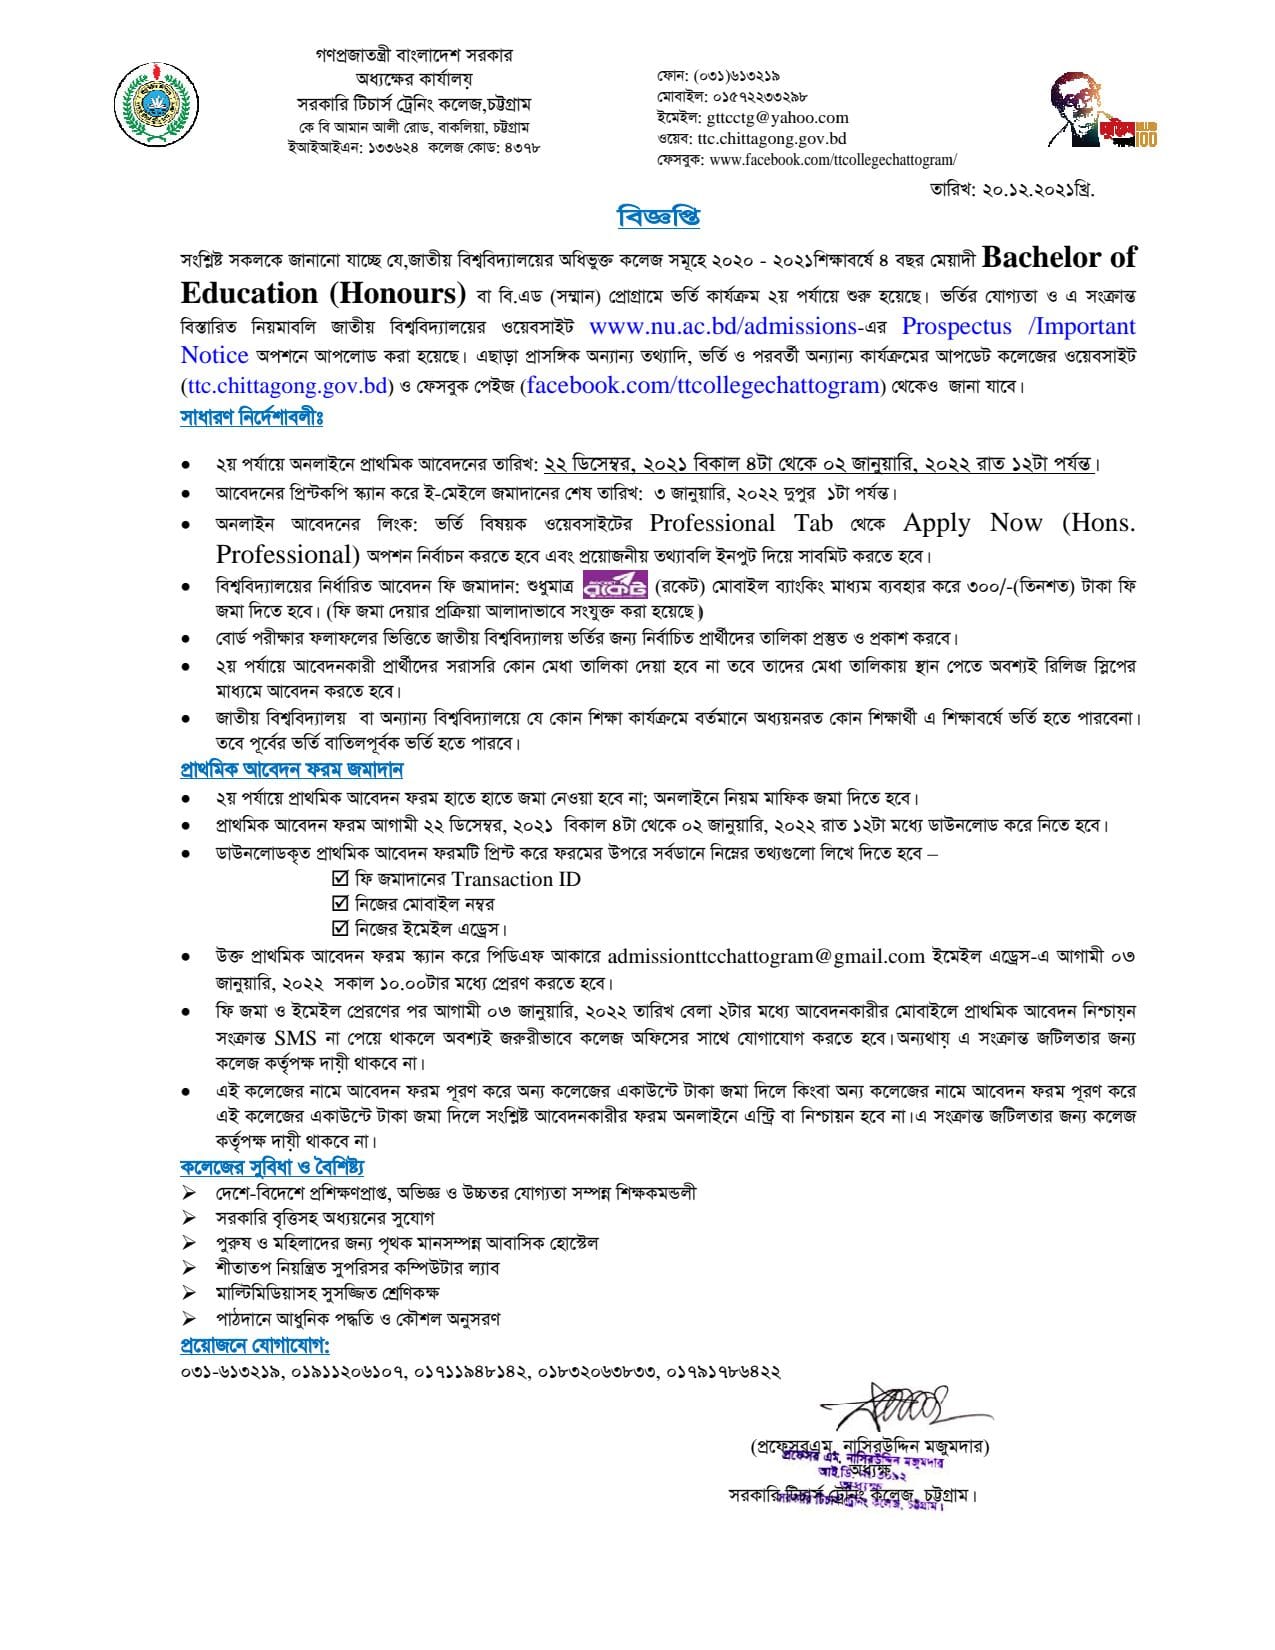 গণপ্রজাতন্ত্রী বাংলাদেশ সরকার
অধ্যক্ষের কার্যালয়
সরকারি টিচার্স ট্রেনিং কলেজ,চট্টগ্রাম
কে বি আমান আলী রোড, বাকলিয়া, চট্টগ্রাম
ইআইআইএন: ১৩৩৬২৪ কলেজ কোড: ৪৩৭৮
ফোন: (০৩১)৬১৩২১৯
মোবাইল: ০১৫৭২২৩৩২৯৮
ইমেইল: gttcctg@yahoo.com
ওয়েব: ttc.chittagong.gov.bd
ফেসবুক: www.facebook.com/ttcollegechattogram/
তারিখ: ২০.১২.২০২১খ্রি.
বিজ্ঞপ্তি
সংশ্লিষ্ট সকলকে জানানো যাচ্ছে যে,জাতীয় বিশ্ববিদ্যালয়ের অধিভুক্ত কলেজ সমূহে ২০২০ - ২০২১শিক্ষাবর্ষে ৪ বছর মেয়াদী Bachelor of
Education (Honours) বা বি.এড (সম্মান) প্রোগ্রামে ভর্তি কার্যক্রম ২য় পর্যায়ে শুরু হয়েছে। ভর্তির যোগ্যতা ও এ সংক্রান্ত
বিস্তারিত নিয়মাবলি জাতীয় বিশ্ববিদ্যালয়ের ওয়েবসাইট www.nu.ac.bd/admissions-এর Prospectus /Important
Notice অপশনে আপলোড করা হয়েছে। এছাড়া প্রাসঙ্গিক অন্যান্য তথ্যাদি, ভর্তি ও পরবর্তী অন্যান্য কার্যক্রমের আপডেট কলেজের ওয়েবসাইট
(ttc.chittagong.gov.bd) ও ফেসবুক পেইজ (facebook.com/ttcollegechattogram) থেকেও জানা যাবে।
সাধারণ নির্দেশাবলীঃ
• ২য় পর্যায়ে অনলাইনে প্রাথমিক আবেদনের তারিখ: ২২ ডিসেম্বর, ২০২১ বিকাল ৪টা থেকে ০২ জানুয়ারি, ২০২২ রাত ১২টা পর্যন্ত।
• আবেদনের প্রিন্টকপি স্ক্যান করে ই-মেইলে জমাদানের শেষ তারিখ: ৩ জানুয়ারি, ২০২২ দুপুর ১টা পর্যন্ত।
• অনলাইন আবেদনের লিংক: ভর্তি বিষয়ক ওয়েবসাইটের Professional Tab থেকে Apply Now (Hons.
Professional) অপশন নির্বাচন করতে হবে এবং প্রয়োজনীয় তথ্যাবলি ইনপুট দিয়ে সাবমিট করতে হবে।
• বিশ্ববিদ্যালয়ের নির্ধারিত আবেদন ফি জমাদান: শুধুমাত্র রকেট (রকেট) মোবাইল ব্যাংকিং মাধ্যম ব্যবহার করে ৩০০/-(তিনশত) টাকা ফি
জমা দিতে হবে। (ফি জমা দেয়ার প্রক্রিয়া আলাদাভাবে সংযুক্ত করা হয়েছে)
• বোর্ড পরীক্ষার ফলাফলের ভিত্তিতে জাতীয় বিশ্ববিদ্যালয় ভর্তির জন্য নির্বাচিত প্রার্থীদের তালিকা প্রস্তুত ও প্রকাশ করবে।
• ২য় পর্যায়ে আবেদনকারী প্রার্থীদের সরাসরি কোন মেধা তালিকা দেয়া হবে না তবে তাদের মেধা তালিকায় স্থান পেতে অবশ্যই রিলিজ স্লিপের
মাধ্যমে আবেদন করতে হবে।
• জাতীয় বিশ্ববিদ্যালয় বা অন্যান্য বিশ্ববিদ্যালয়ে যে কোন শিক্ষা কার্যক্রমে বর্তমানে অধ্যয়নরত কোন শিক্ষার্থী এ শিক্ষাবর্ষে ভর্তি হতে পারবেনা।
তবে পূর্বের ভর্তি বাতিলপূর্বক ভর্তি হতে পারবে।
প্রাথমিক আবেদন ফরম জমাদান
• ২য় পর্যায়ে প্রাথমিক আবেদন ফরম হাতে হাতে জমা নেওয়া হবে না; অনলাইনে নিয়ম মাফিক জমা দিতে হবে।
• প্রাথমিক আবেদন ফরম আগামী ২২ ডিসেম্বর, ২০২১ বিকাল ৪টা থেকে ০২ জানুয়ারি, ২০২২ রাত ১২টা মধ্যে ডাউনলোড করে নিতে হবে।
• ডাউনলোডকৃত প্রাথমিক আবেদন ফরমটি প্রিন্ট করে ফরমের উপরে সর্বডানে নিম্নের তথ্যগুলো লিখে দিতে হবে –
☑ ফি জমাদানের Transaction ID
☑ নিজের মোবাইল নম্বর
☑ নিজের ইমেইল এড্রেস।
• উক্ত প্রাথমিক আবেদন ফরম স্ক্যান করে পিডিএফ আকারে admissionttcchattogram@gmail.com ইমেইল এড্রেস-এ আগামী ০৩
জানুয়ারি, ২০২২ সকাল ১০.০০টার মধ্যে প্রেরণ করতে হবে।
• ফি জমা ও ইমেইল প্রেরণের পর আগামী ০৩ জানুয়ারি, ২০২২ তারিখ বেলা ২টার মধ্যে আবেদনকারীর মোবাইলে প্রাথমিক আবেদন নিশ্চায়ন
সংক্রান্ত SMS না পেয়ে থাকলে অবশ্যই জরুরীভাবে কলেজ অফিসের সাথে যোগাযোগ করতে হবে।অন্যথায় এ সংক্রান্ত জটিলতার জন্য
কলেজ কর্তৃপক্ষ দায়ী থাকবে না।
• এই কলেজের নামে আবেদন ফরম পূরণ করে অন্য কলেজের একাউন্টে টাকা জমা দিলে কিংবা অন্য কলেজের নামে আবেদন ফরম পূরণ করে
এই কলেজের একাউন্টে টাকা জমা দিলে সংশ্লিষ্ট আবেদনকারীর ফরম অনলাইনে এন্ট্রি বা নিশ্চায়ন হবে না।এ সংক্রান্ত জটিলতার জন্য কলেজ
কর্তৃপক্ষ দায়ী থাকবে না।
কলেজের সুবিধা ও বৈশিষ্ট্য
➢ দেশে-বিদেশে প্রশিক্ষণপ্রাপ্ত, অভিজ্ঞ ও উচ্চতর যোগ্যতা সম্পন্ন শিক্ষকমন্ডলী
➢ সরকারি বৃত্তিসহ অধ্যয়নের সুযোগ
➢ পুরুষ ও মহিলাদের জন্য পৃথক মানসম্পন্ন আবাসিক হোস্টেল
➢ শীতাতপ নিয়ন্ত্রিত সুপরিসর কম্পিউটার ল্যাব
➢ মাল্টিমিডিয়াসহ সুসজ্জিত শ্রেণিকক্ষ
➢ পাঠদানে আধুনিক পদ্ধতি ও কৌশল অনুসরণ
প্রয়োজনে যোগাযোগ:
০৩১-৬১৩২১৯, ০১৯১১২০৬১০৭, ০১৭১১৯৪৮১৪২, ০১৮৩২০৬৩৮৩৩, ০১৭৯১৭৮৬৪২২
(প্রফেসরএম. নাসিরউদ্দিন মজুমদার)
প্রফেসর এম. নাসিরউদ্দিন মজুমদার
অধ্যক্ষ
অধ্যক্ষ
সরকারি টিচার্স ট্রেনিং কলেজ, চট্টগ্রাম।
সরকারি টিচার্স ট্রেনিং কলেজ, চট্টগ্রাম।